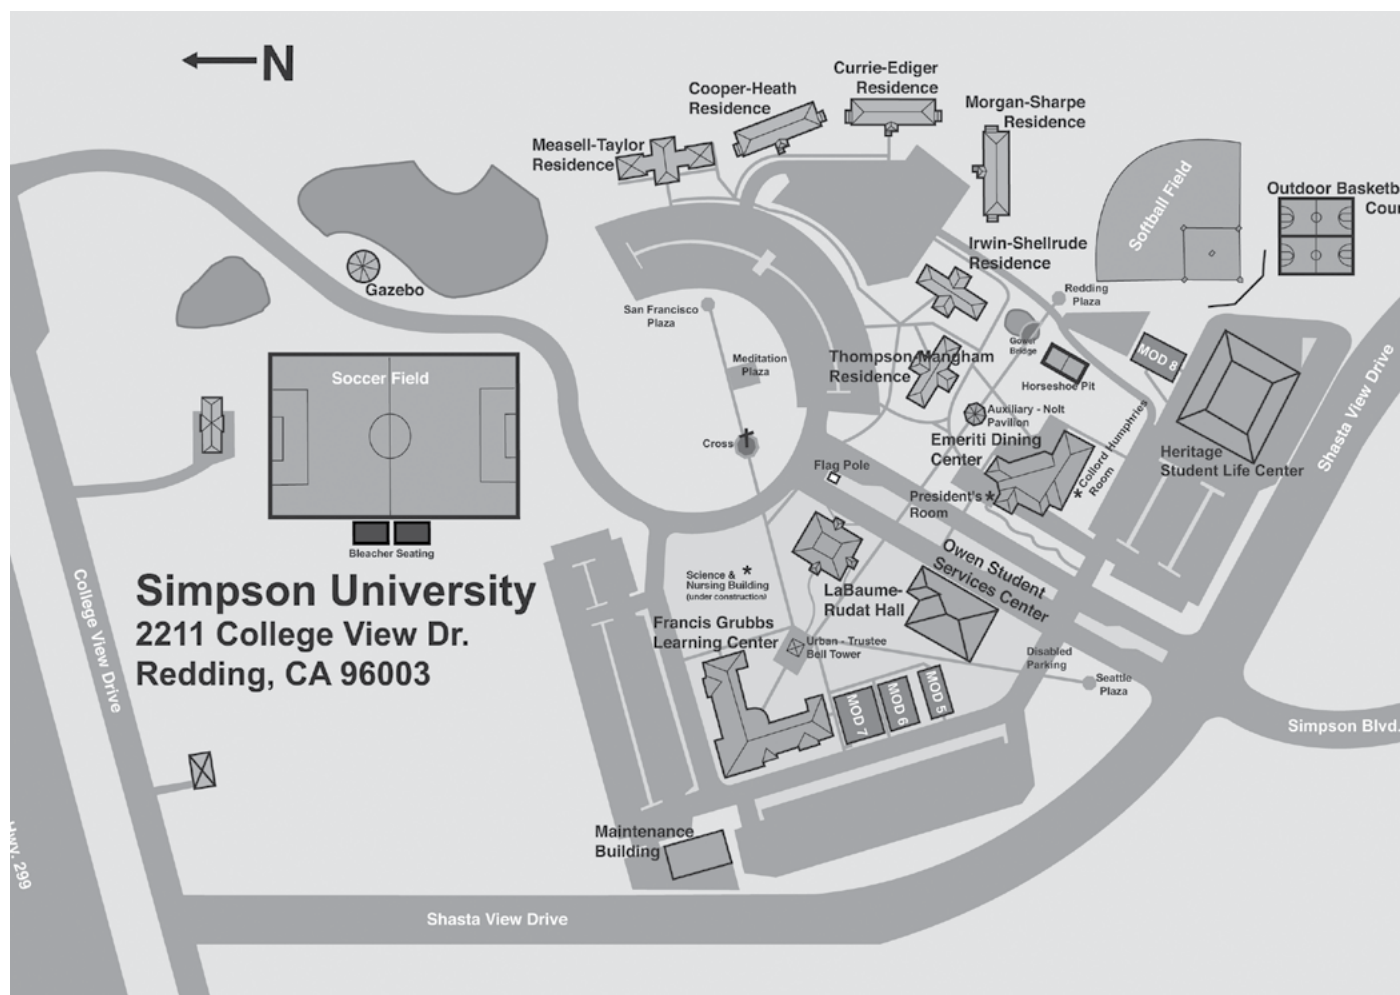 N
Currie-Ediger
Residence
Cooper-Heath
Residence
Morgan-Sharpe
Residence
Measell-Taylor
Residence
Softball Field
Outdoor Basketb
Cour
Irwin-Shellrude
Residence
Gazebo
Redding
Plaza
San Francisco
Plaza
Gower
Bridge
MOD 8
Shasta View Drive
Thompson-Mangham
Residence
Meditation
Plaza
Horseshoe Pit
Soccer Field
Auxiliary - Nolt
Pavilion
Collord Humphries
Room
Emeriti Dining
Center
Cross
Heritage
Student Life Center
Flag Pole
President's
Room
Bleacher Seating
Owen Student
Services Center
Simpson University
2211 College View Dr.
Redding, CA 96003
College View Drive
Science &
Nursing Building
(under construction)
LaBaume-
Rudat Hall
Francis Grubbs
Learning Center
Urban - Trustee
Bell Tower
Disabled
Parking
Seattle
Plaza
MOD 7
MOD 6
MOD 5
Simpson Blvd.
Maintenance
Building
Hwy. 299
Shasta View Drive